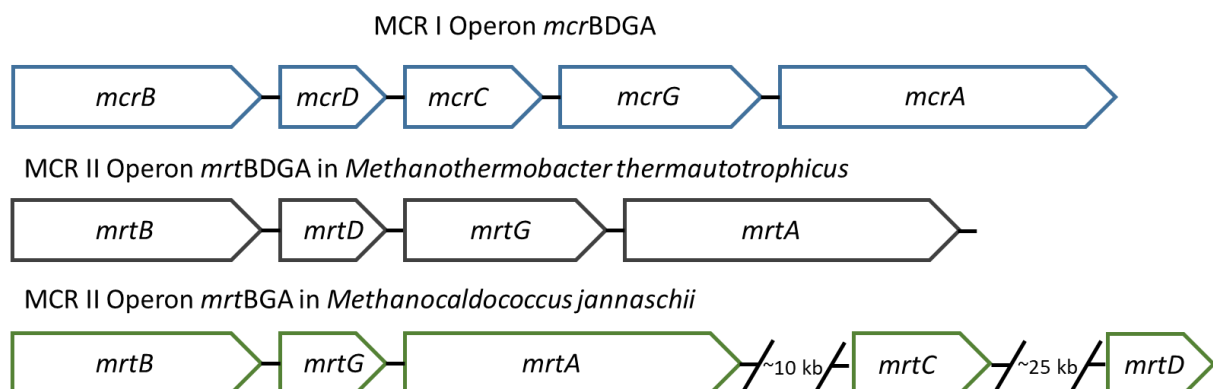 MCR I Operon mcrBDGA
mcrB mcrD mcrC mcrG mcrA
MCR II Operon mrtBDGA in Methanothermobacter thermautotrophicus
mrtB mrtD mrtG mrtA
MCR II Operon mrtBGA in Methanocaldococcus jannaschii
mrtB mrtG mrtA ~10 kb mrtC ~25 kb mrtD